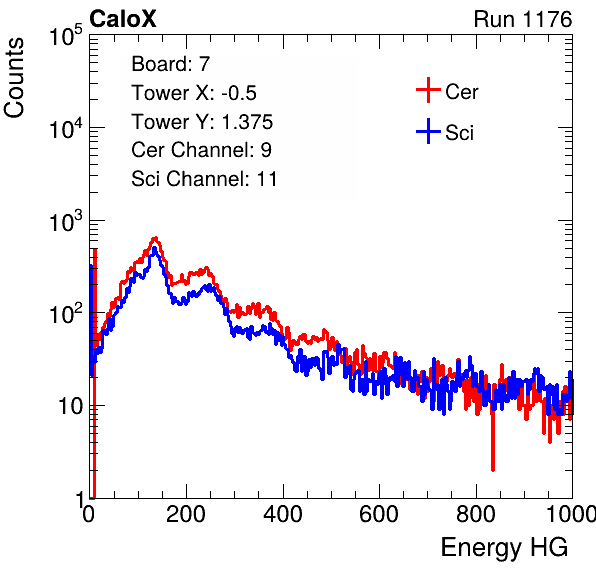 CaloX Run 1176
Counts
Board: 7
Tower X: -0.5
Tower Y: 1.375
Cer Channel: 9
Sci Channel: 11
Cer
Sci
10^5
10^4
10^3
10^2
10
1
0 200 400 600 800 1000
Energy HG